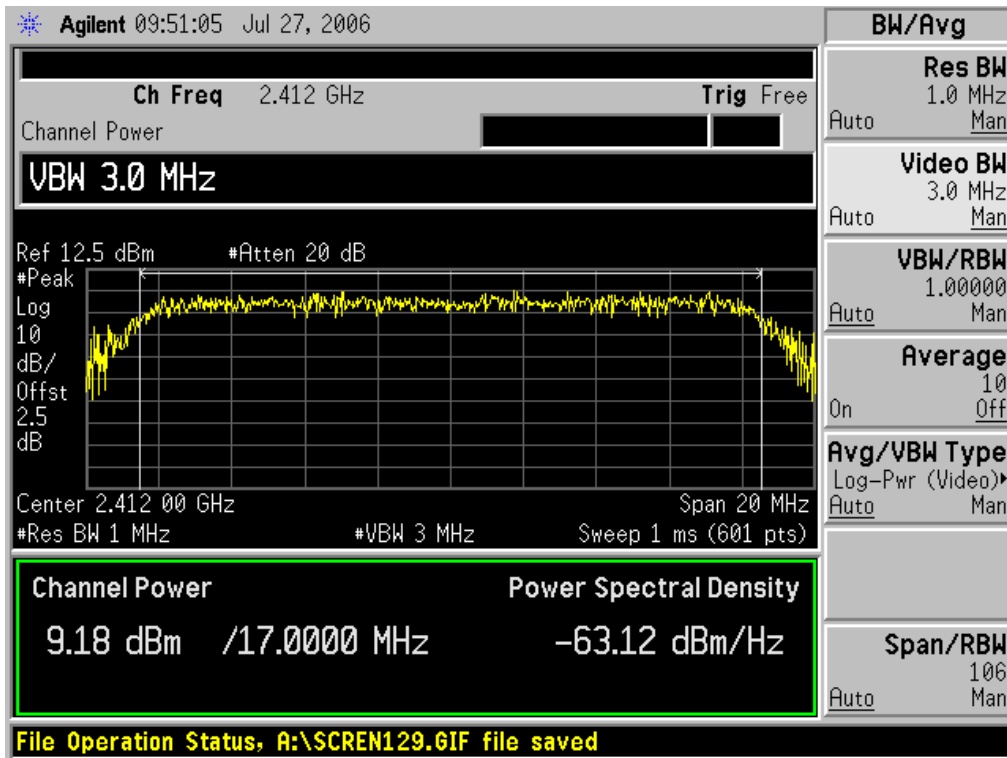 Agilent 09:51:05 Jul 27, 2006
Ch Freq 2.412 GHz Trig Free
Channel Power
VBW 3.0 MHz
Ref 12.5 dBm #Atten 20 dB
#Peak
Log
10
dB/
Offst
2.5
dB
Center 2.412 00 GHz Span 20 MHz
#Res BW 1 MHz #VBW 3 MHz Sweep 1 ms (601 pts)
Channel Power Power Spectral Density
9.18 dBm /17.0000 MHz -63.12 dBm/Hz
File Operation Status, A:\SCREN129.GIF file saved
BW/Avg
Res BW
1.0 MHz
Auto Man
Video BW
3.0 MHz
Auto Man
VBW/RBW
1.00000
Auto Man
Average
10
On Off
Avg/VBW Type
Log-Pwr (Video)▸
Auto Man
Span/RBW
106
Auto Man